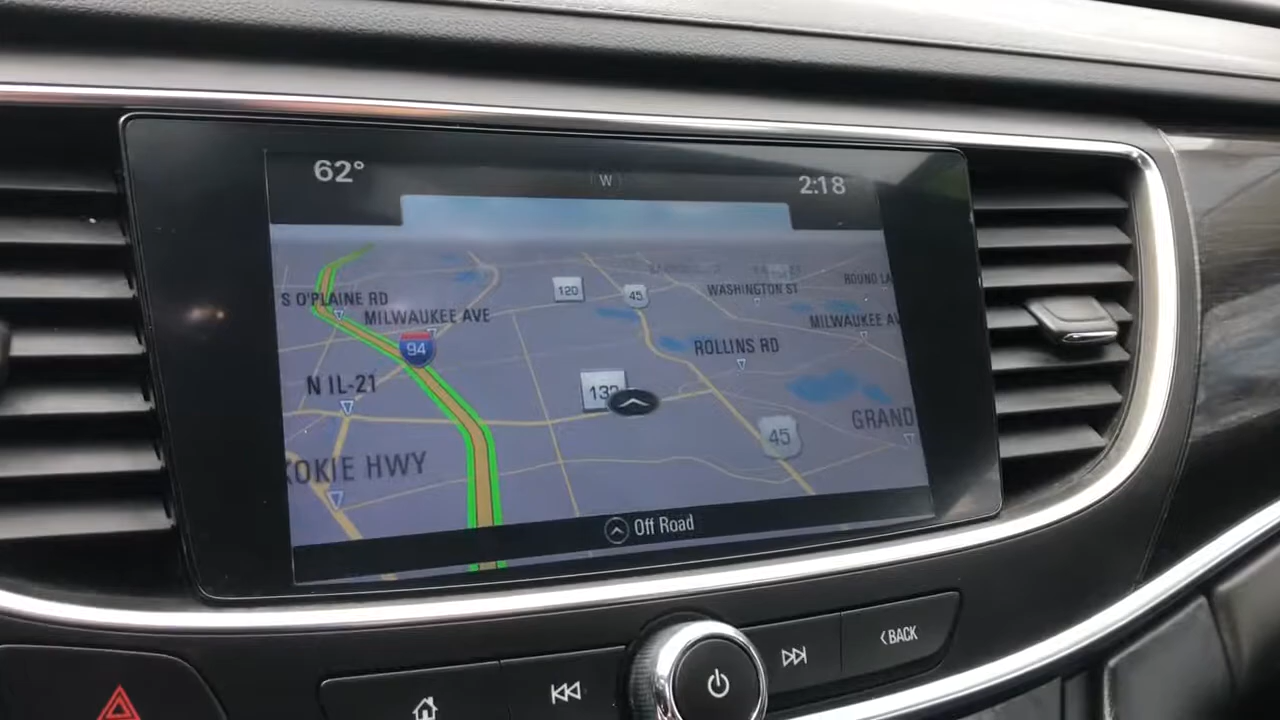 62°
W
2:18
120
45
WASHINGTON ST
ROUND LA
S O'PLAINE RD
MILWAUKEE AVE
MILWAUKEE AV
94
ROLLINS RD
N IL-21
132
45
GRAND
KOKIE HWY
Off Road
BACK